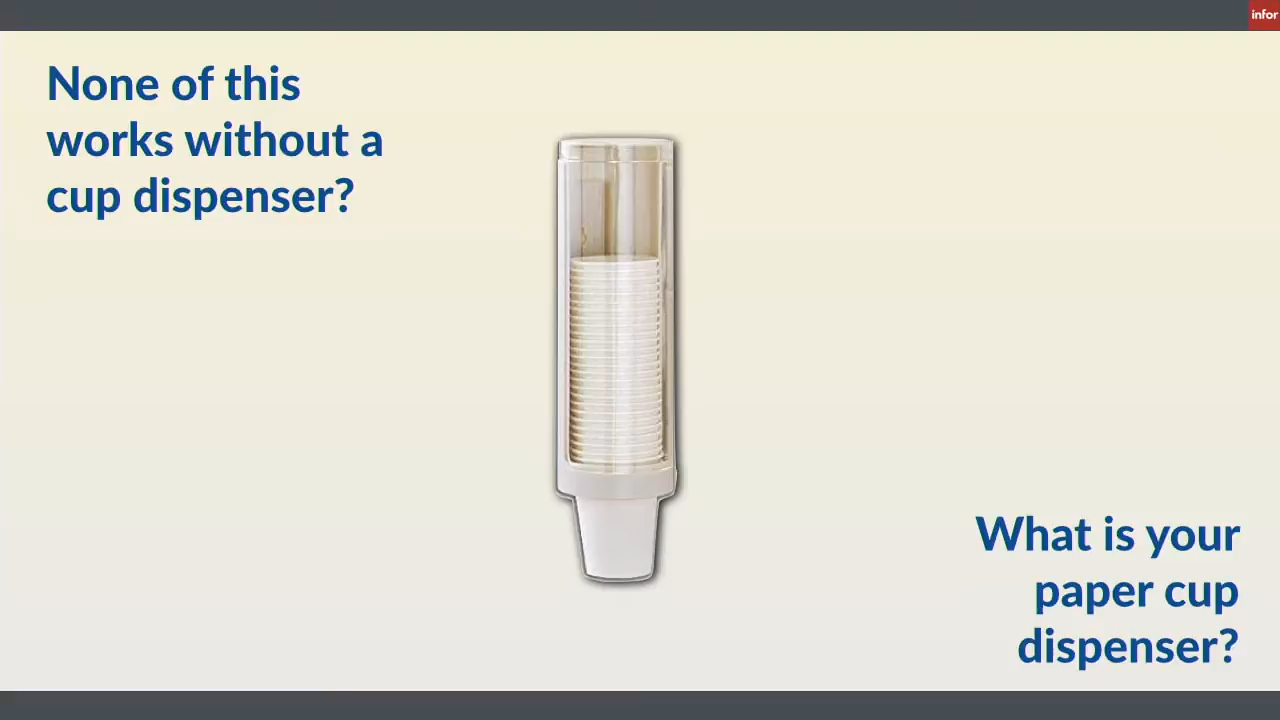 infor
None of this
works without a
cup dispenser?
What is your
paper cup
dispenser?